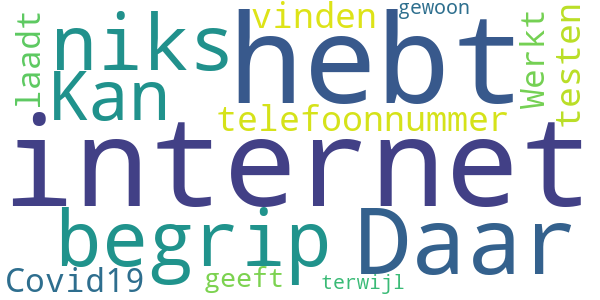 gewoon
vinden
hebt
niks
laadt
Kan
Werkt
testen
telefoonnummer
internet
begrip
Daar
Covid19
geeft
terwijl